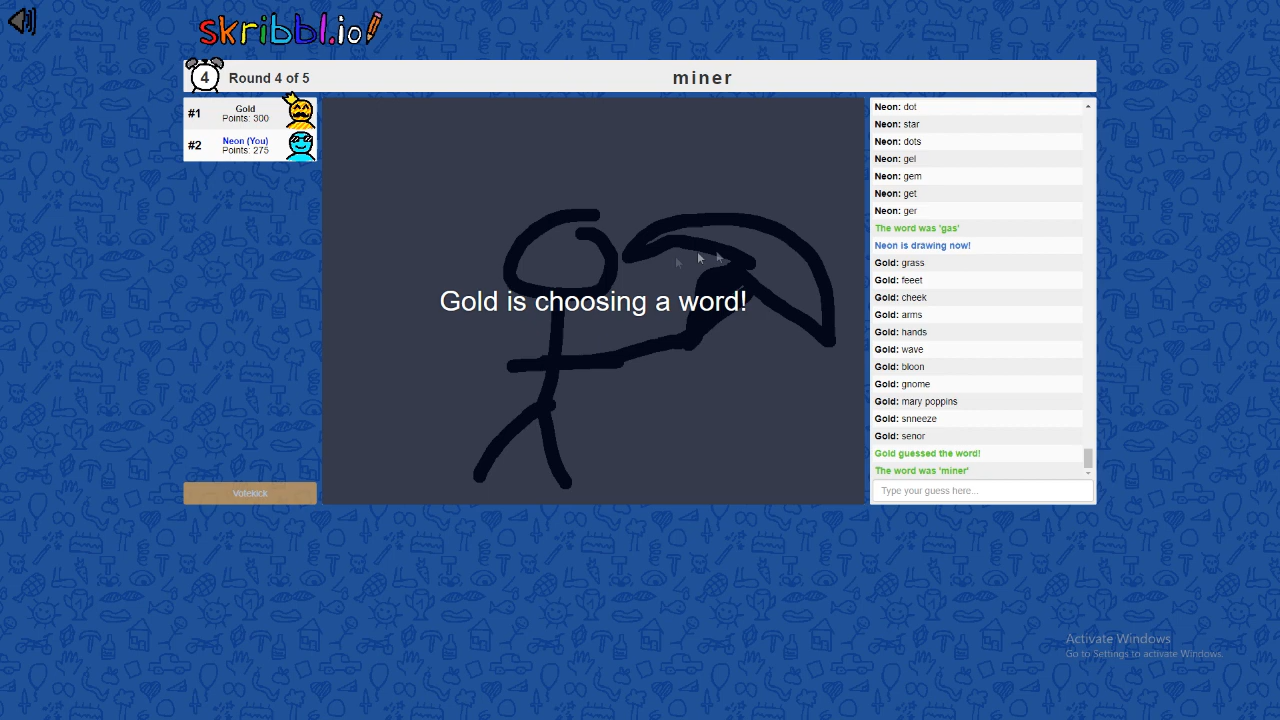 skribbl.io
4 Round 4 of 5 miner
#1 Gold
Points: 300
#2 Neon (You)
Points: 275
Votekick
Gold is choosing a word!
Neon: dot
Neon: star
Neon: dots
Neon: gel
Neon: gem
Neon: get
Neon: ger
The word was 'gas'
Neon is drawing now!
Gold: grass
Gold: feeet
Gold: cheek
Gold: arms
Gold: hands
Gold: wave
Gold: bloon
Gold: gnome
Gold: mary poppins
Gold: snneeze
Gold: senor
Gold guessed the word!
The word was 'miner'
Type your guess here...
Activate Windows
Go to Settings to activate Windows.